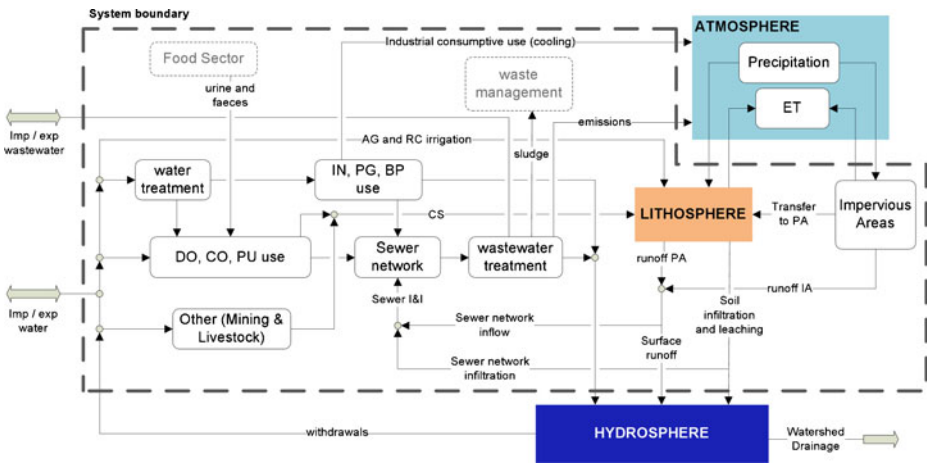 System boundary
ATMOSPHERE
Industrial consumptive use (cooling)
Food Sector
Precipitation
waste
management
urine and
faeces
ET
Imp / exp
wastewater
emissions
AG and RC irrigation
sludge
water
treatment
IN, PG, BP
use
LITHOSPHERE
Transfer
to PA
Impervious
Areas
CS
DO, CO, PU use
Sewer
network
wastewater
treatment
runoff PA
Imp / exp
water
Sewer I&I
Soil
infiltration
and leaching
runoff IA
Other (Mining &
Livestock)
Sewer network
inflow
Surface
runoff
Sewer network
infiltration
withdrawals
HYDROSPHERE
Watershed
Drainage